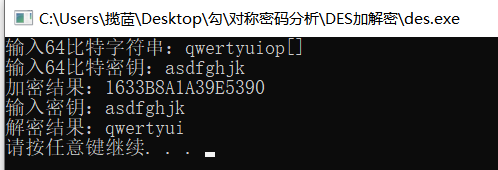 C:\Users\揽蓝\Desktop\勾\对称密码分析\DES加解密\des.exe
输入64比特字符串：qwertyuiop[]
输入64比特密钥：asdfghjk
加密结果：1633B8A1A39E5390
输入密钥：asdfghjk
解密结果：qwertyui
请按任意键继续. . .